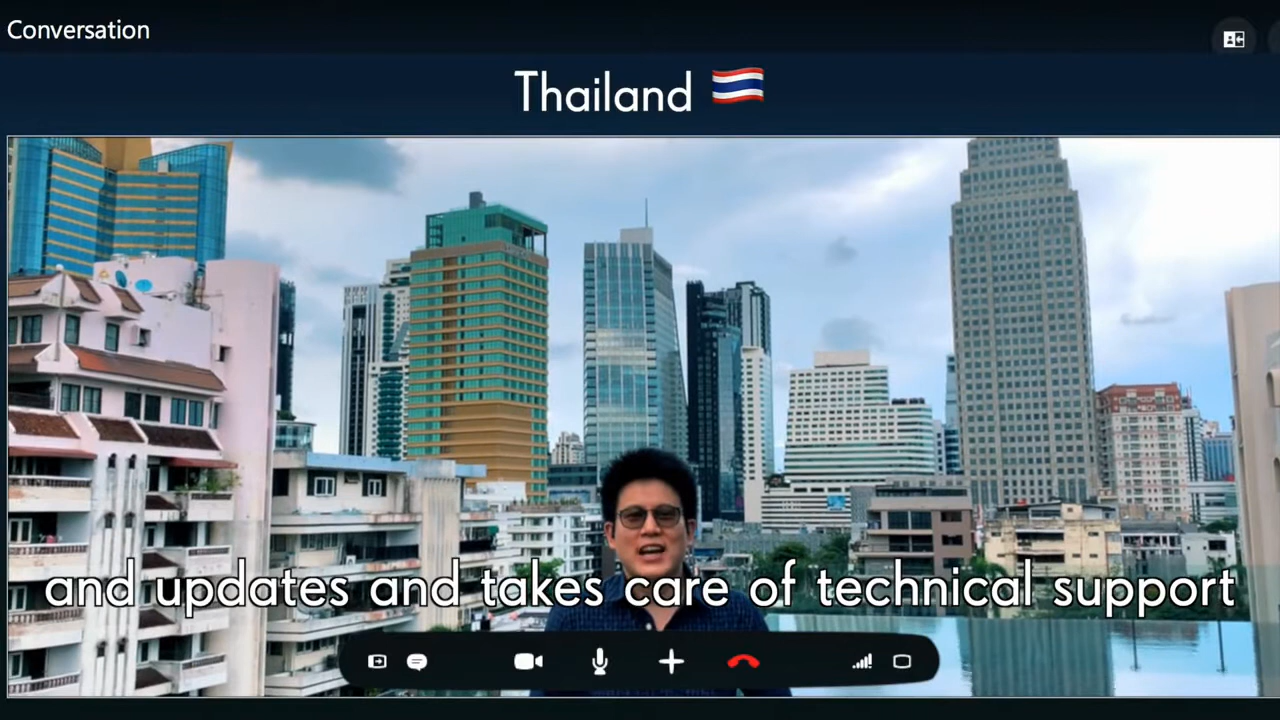 Conversation
Thailand 🇹🇭
and updates and takes care of technical support